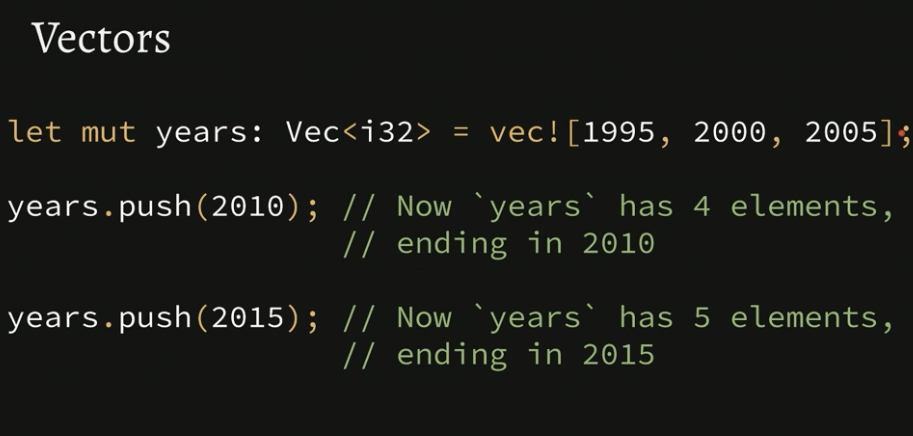 Vectors
let mut years: Vec<i32> = vec![1995, 2000, 2005];
years.push(2010); // Now `years` has 4 elements,
// ending in 2010
years.push(2015); // Now `years` has 5 elements,
// ending in 2015